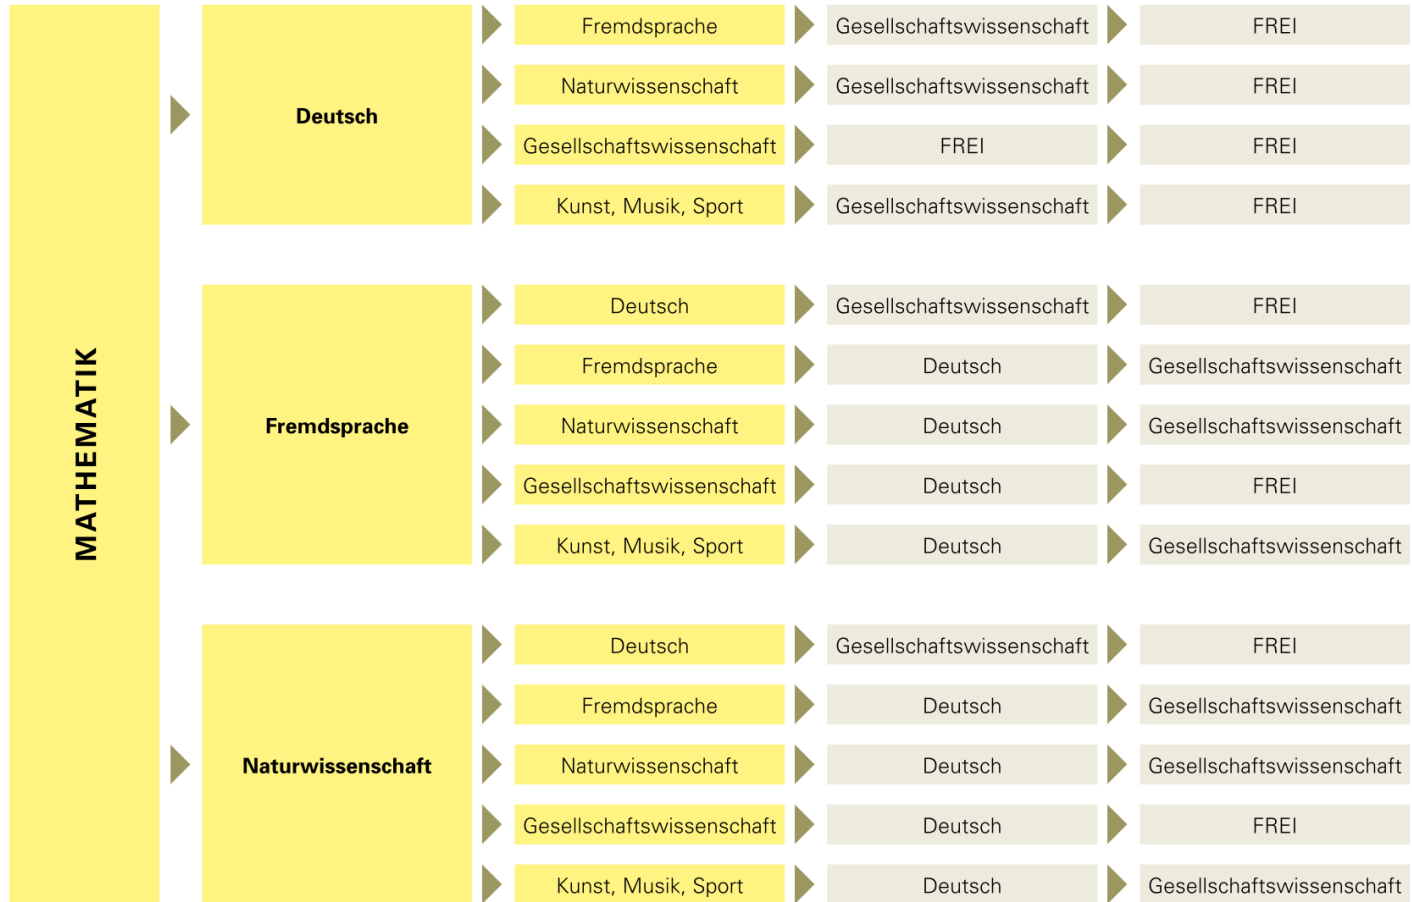 MATHEMATIK
Deutsch
Fremdsprache Gesellschaftswissenschaft FREI
Naturwissenschaft Gesellschaftswissenschaft FREI
Gesellschaftswissenschaft FREI FREI
Kunst, Musik, Sport Gesellschaftswissenschaft FREI
Fremdsprache
Deutsch Gesellschaftswissenschaft FREI
Fremdsprache Deutsch Gesellschaftswissenschaft
Naturwissenschaft Deutsch Gesellschaftswissenschaft
Gesellschaftswissenschaft Deutsch FREI
Kunst, Musik, Sport Deutsch Gesellschaftswissenschaft
Naturwissenschaft
Deutsch Gesellschaftswissenschaft FREI
Fremdsprache Deutsch Gesellschaftswissenschaft
Naturwissenschaft Deutsch Gesellschaftswissenschaft
Gesellschaftswissenschaft Deutsch FREI
Kunst, Musik, Sport Deutsch Gesellschaftswissenschaft